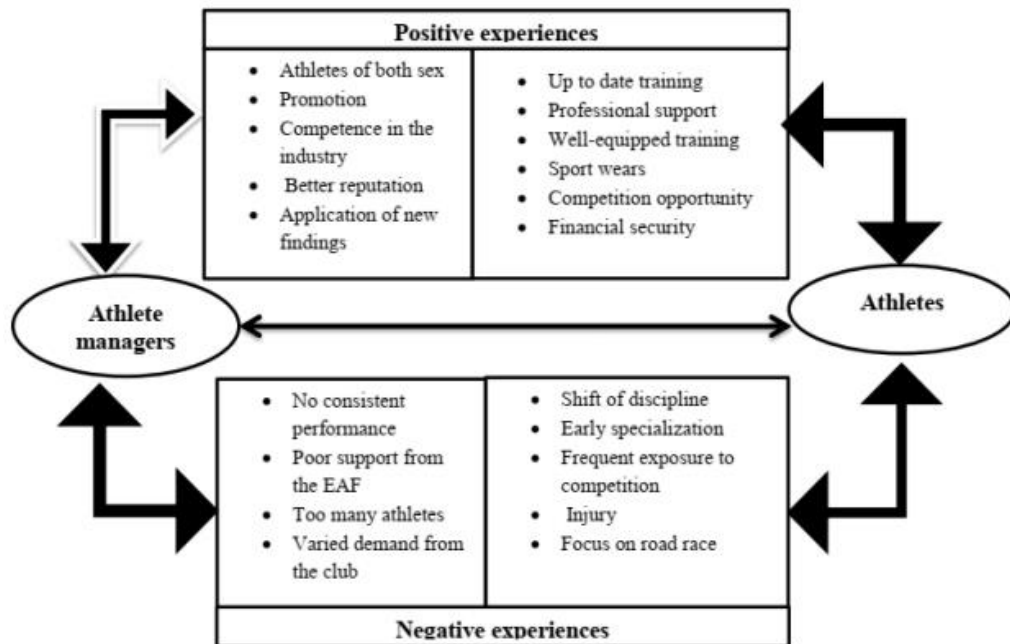 Positive experiences
• Athletes of both sex
• Promotion
• Competence in the
industry
• Better reputation
• Application of new
findings
• Up to date training
• Professional support
• Well-equipped training
• Sport wears
• Competition opportunity
• Financial security
Athlete
managers
Athletes
• No consistent
performance
• Poor support from
the EAF
• Too many athletes
• Varied demand from
the club
• Shift of discipline
• Early specialization
• Frequent exposure to
competition
• Injury
• Focus on road race
Negative experiences